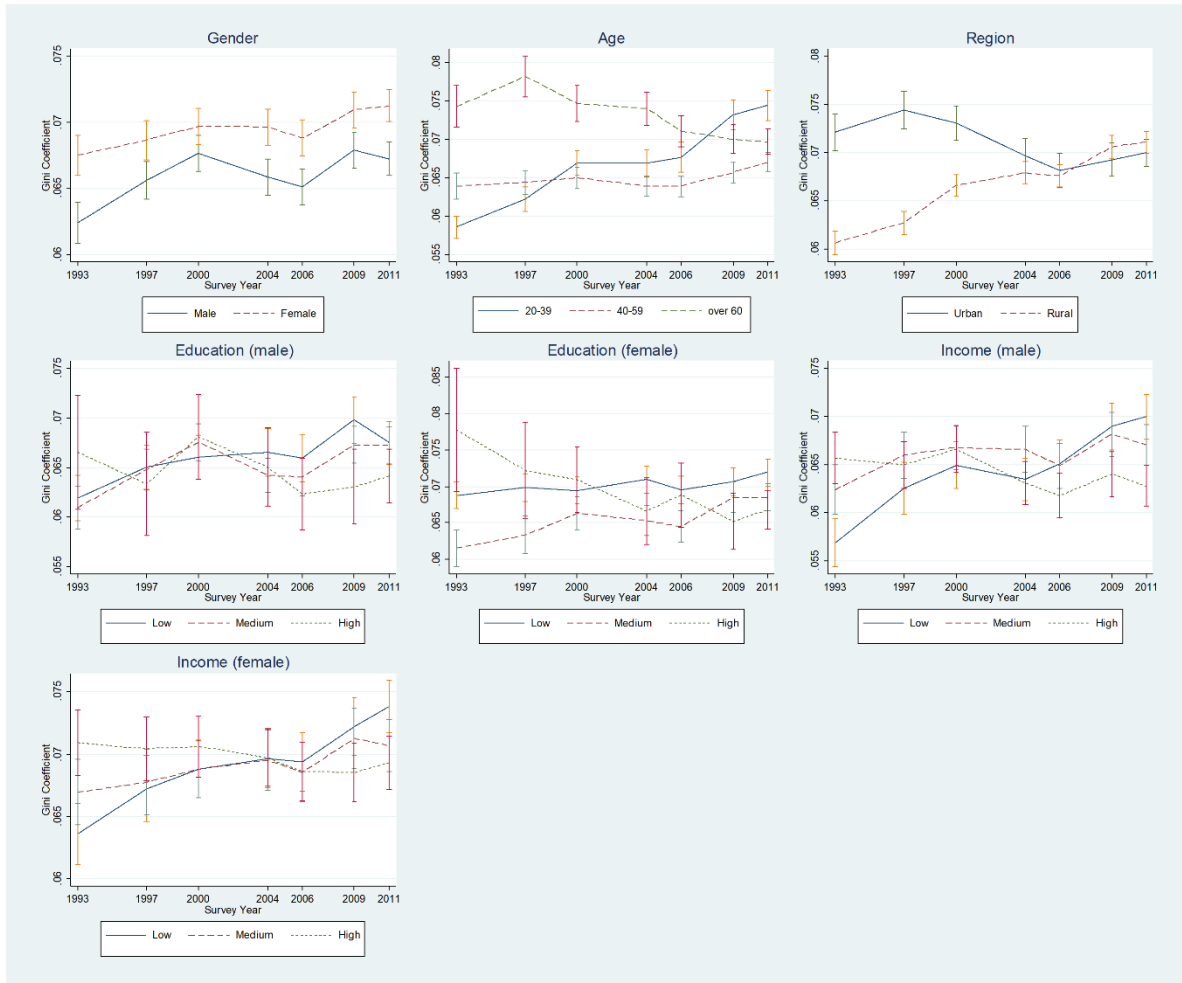 Gender
Gini Coefficient
.06 .065 .07 .075
1993 1997 2000 2004 2006 2009 2011
Survey Year
Male Female
Age
Gini Coefficient
.055 .06 .065 .07 .075 .08
1993 1997 2000 2004 2006 2009 2011
Survey Year
20-39 40-59 over 60
Region
Gini Coefficient
.06 .065 .07 .075 .08
1993 1997 2000 2004 2006 2009 2011
Survey Year
Urban Rural
Education (male)
Gini Coefficient
.055 .06 .065 .07 .075
1993 1997 2000 2004 2006 2009 2011
Survey Year
Low Medium High
Education (female)
Gini Coefficient
.06 .065 .07 .075 .08 .085
1993 1997 2000 2004 2006 2009 2011
Survey Year
Low Medium High
Income (male)
Gini Coefficient
.055 .06 .065 .07 .075
1993 1997 2000 2004 2006 2009 2011
Survey Year
Low Medium High
Income (female)
Gini Coefficient
.06 .065 .07 .075
1993 1997 2000 2004 2006 2009 2011
Survey Year
Low Medium High